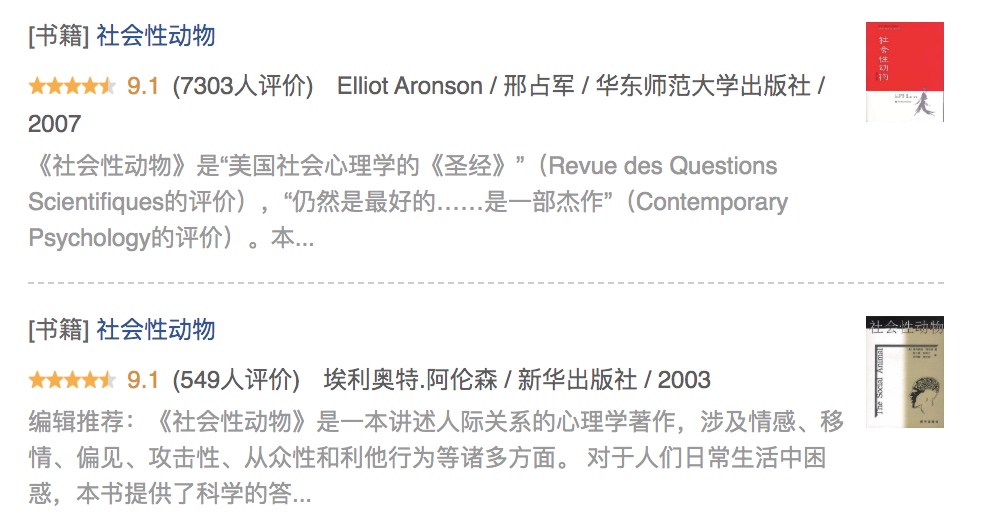 [书籍] 社会性动物
9.1 (7303人评价) Elliot Aronson / 邢占军 / 华东师范大学出版社 /
2007
《社会性动物》是“美国社会心理学的《圣经》”（Revue des Questions
Scientifiques的评价），“仍然是最好的……是一部杰作”（Contemporary
Psychology的评价）。本...
社会性动物
[书籍] 社会性动物
9.1 (549人评价) 埃利奥特.阿伦森 / 新华出版社 / 2003
编辑推荐：《社会性动物》是一本讲述人际关系的心理学著作，涉及情感、移
情、偏见、攻击性、从众性和利他行为等诸多方面。 对于人们日常生活中困
惑，本书提供了科学的答...
社会性动物
The Social Animal